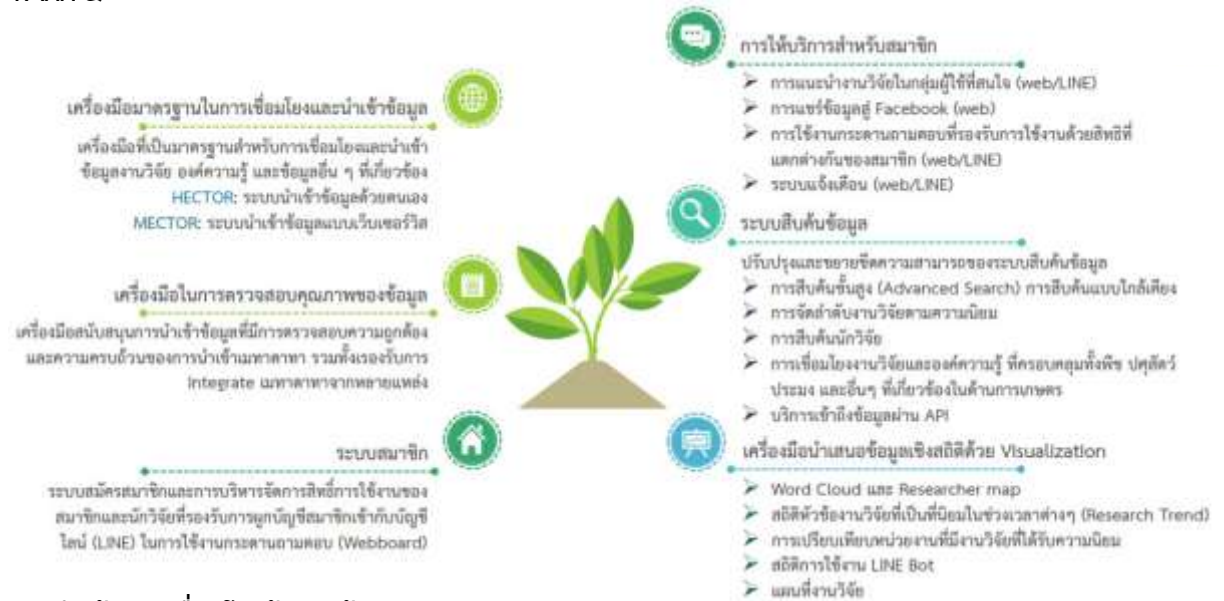 เครื่องมือมาตรฐานในการเชื่อมโยงและนำเข้าข้อมูล
เครื่องมือที่เป็นมาตรฐานสำหรับการเชื่อมโยงและนำเข้า
ข้อมูลงานวิจัย องค์ความรู้ และข้อมูลอื่น ๆ ที่เกี่ยวข้อง
HECTOR: ระบบนำเข้าข้อมูลด้วยตนเอง
MECTOR: ระบบนำเข้าข้อมูลแบบเว็บเซอร์วิส
เครื่องมือในการตรวจสอบคุณภาพของข้อมูล
เครื่องมือสนับสนุนการนำเข้าข้อมูลที่มีการตรวจสอบความถูกต้อง
และความครบถ้วนของการนำเข้าเมทาดาทา รวมทั้งรองรับการ
Integrate เมทาดาทาจากหลายแหล่ง
ระบบสมาชิก
ระบบสมัครสมาชิกและการบริหารจัดการสิทธิ์การใช้งานของ
สมาชิกและนักวิจัยที่รองรับการผูกบัญชีสมาชิกเข้ากับบัญชี
ไลน์ (LINE) ในการใช้งานกระดานถามตอบ (Webboard)
การให้บริการสำหรับสมาชิก
➢ การแนะนำงานวิจัยในกลุ่มผู้ใช้ที่สนใจ (web/LINE)
➢ การแชร์ข้อมูลสู่ Facebook (web)
➢ การใช้งานกระดานถามตอบที่รองรับการใช้งานด้วยสิทธิที่
แตกต่างกันของสมาชิก (web/LINE)
➢ ระบบแจ้งเตือน (web/LINE)
ระบบสืบค้นข้อมูล
ปรับปรุงและขยายขีดความสามารถของระบบสืบค้นข้อมูล
➢ การสืบค้นขั้นสูง (Advanced Search) การสืบค้นแบบใกล้เคียง
➢ การจัดลำดับงานวิจัยตามความนิยม
➢ การสืบค้นนักวิจัย
➢ การเชื่อมโยงงานวิจัยและองค์ความรู้ ที่ครอบคลุมทั้งพืช ปศุสัตว์
ประมง และอื่นๆ ที่เกี่ยวข้องในด้านการเกษตร
➢ บริการเข้าถึงข้อมูลผ่าน API
เครื่องมือนำเสนอข้อมูลเชิงสถิติด้วย Visualization
➢ Word Cloud และ Researcher map
➢ สถิติหัวข้องานวิจัยที่เป็นที่นิยมในช่วงเวลาต่างๆ (Research Trend)
➢ การเปรียบเทียบหน่วยงานที่มีงานวิจัยที่ได้รับความนิยม
➢ สถิติการใช้งาน LINE Bot
➢ แผนที่งานวิจัย